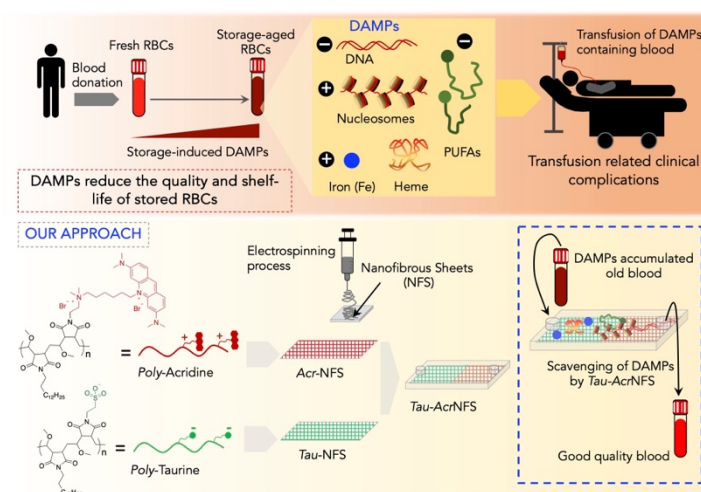 DAMPs
Storage-aged
RBCs
Fresh RBCs
Blood
donation
Storage-induced DAMPs
DAMPs reduce the quality and shelf-
life of stored RBCs
DNA
Nucleosomes
PUFAs
Iron (Fe)
Heme
Transfusion of DAMPs
containing blood
Transfusion related clinical
complications
OUR APPROACH
Electrospinning
process
Nanofibrous Sheets
(NFS)
N
N
Br
N
Br
N
O
N
O
O
O
n
O
N
O
C12H25
=
Poly-Acridine
Acr-NFS
Tau-AcrNFS
O
N
O
O
O
n
O
N
O
=
Poly-Taurine
Tau-NFS
DAMPs accumulated
old blood
Scavenging of DAMPs
by Tau-AcrNFS
Good quality blood